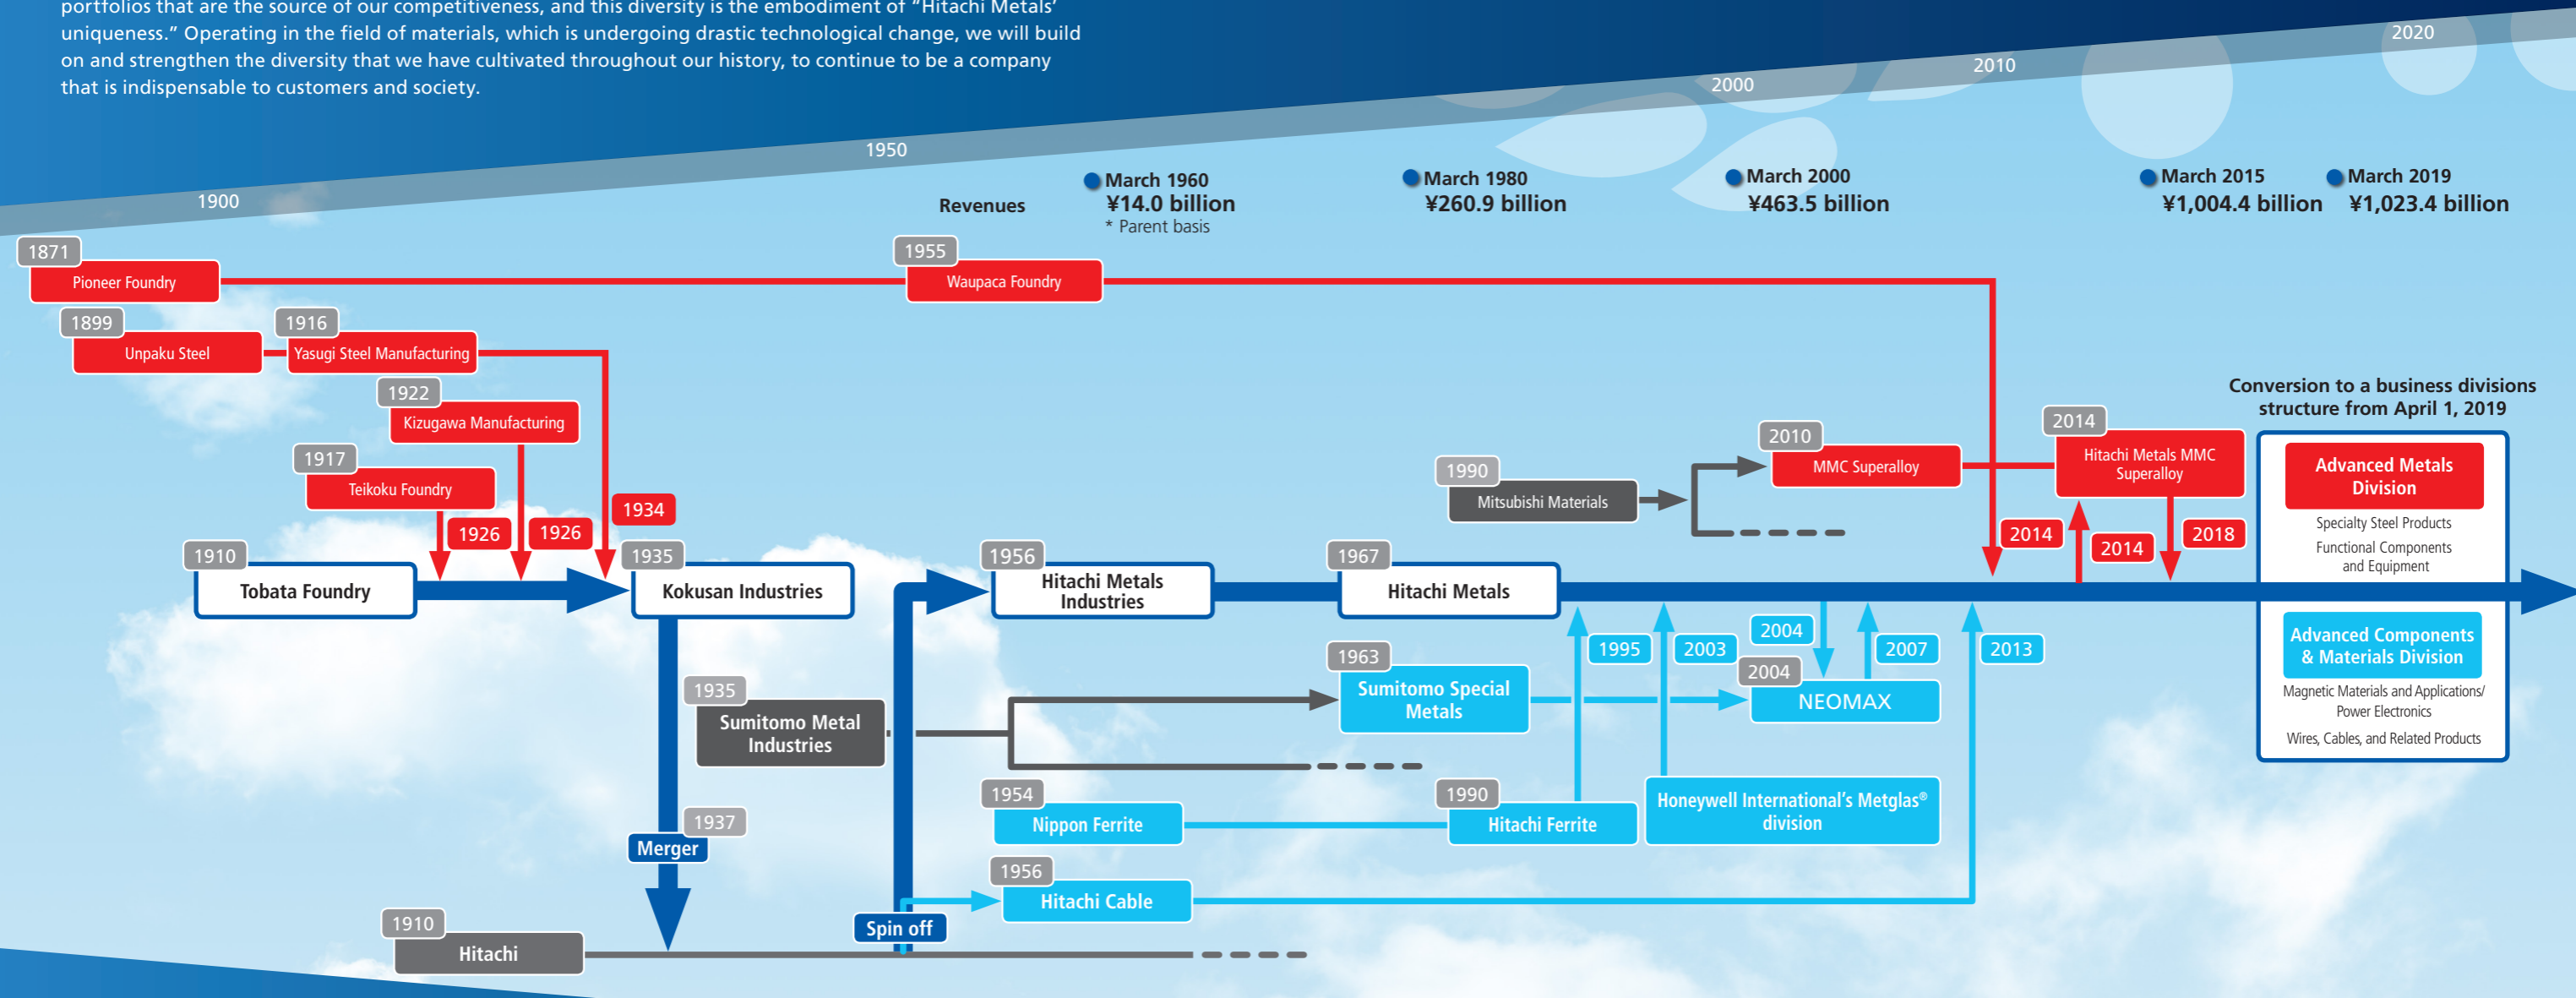 portfolios that are the source of our competitiveness, and this diversity is the embodiment of “Hitachi Metals’
uniqueness.” Operating in the field of materials, which is undergoing drastic technological change, we will build
on and strengthen the diversity that we have cultivated throughout our history, to continue to be a company
that is indispensable to customers and society.
1900
1950
2000
2010
2020
Revenues
March 1960
¥14.0 billion
* Parent basis
March 1980
¥260.9 billion
March 2000
¥463.5 billion
March 2015
¥1,004.4 billion
March 2019
¥1,023.4 billion
1871
Pioneer Foundry
1955
Waupaca Foundry
1899
Unpaku Steel
1916
Yasugi Steel Manufacturing
1922
Kizugawa Manufacturing
1917
Teikoku Foundry
1926
1926
1934
1910
Tobata Foundry
1935
Kokusan Industries
1956
Hitachi Metals
Industries
1967
Hitachi Metals
1990
Mitsubishi Materials
2010
MMC Superalloy
2014
Hitachi Metals MMC
Superalloy
2014
2014
2018
Conversion to a business divisions
structure from April 1, 2019
Advanced Metals
Division
Specialty Steel Products
Functional Components
and Equipment
Advanced Components
& Materials Division
Magnetic Materials and Applications/
Power Electronics
Wires, Cables, and Related Products
1935
Sumitomo Metal
Industries
1963
Sumitomo Special
Metals
1995
2003
2004
2004
NEOMAX
2007
2013
1937
Merger
1954
Nippon Ferrite
1990
Hitachi Ferrite
Honeywell International’s Metglas®
division
1956
Hitachi Cable
Spin off
1910
Hitachi